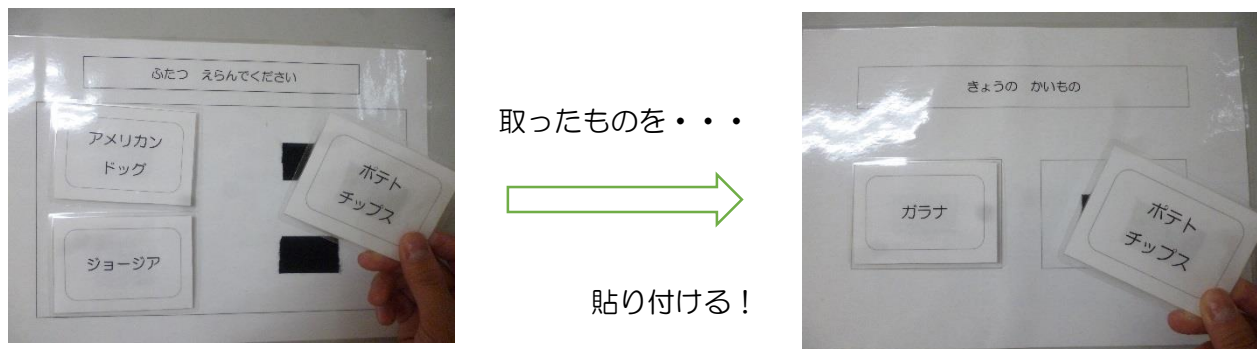 ふたつ えらんでください
アメリカン
ドッグ
ポテト
チップス
ジョージア
取ったものを・・・
貼り付ける！
きょうの かいもの
ガラナ
ポテト
チップス